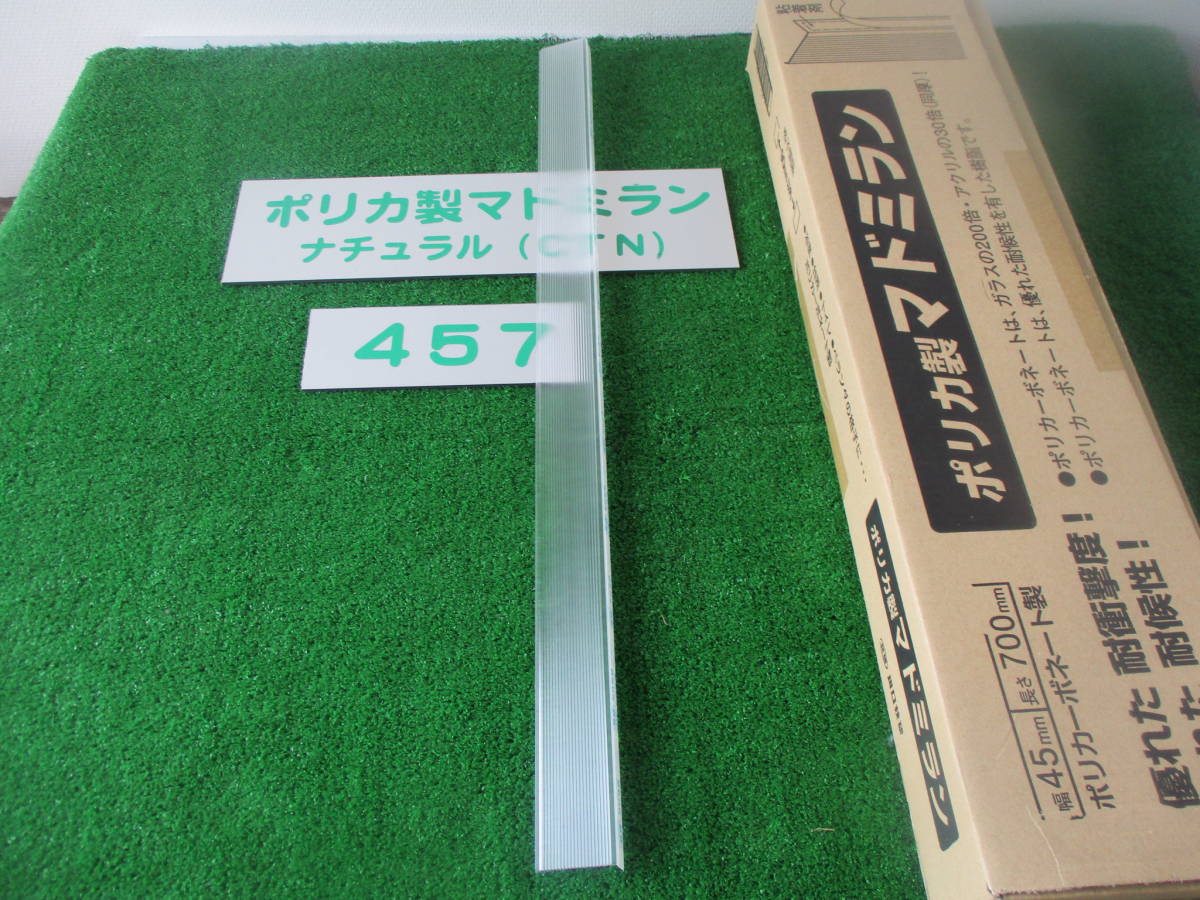 ポリカ製マドミラン
ナチュラル（CTN）
457
粘着剤
ポリカ製マドミラン
●ポリカーボネートは、ガラスの200倍・アクリルの30倍(同厚)！
●ポリカーボネートは、優れた耐候性を有した樹脂です。
幅45mm 長さ700mm
ポリカーボネート製
優れた 耐衝撃度！
耐候性！